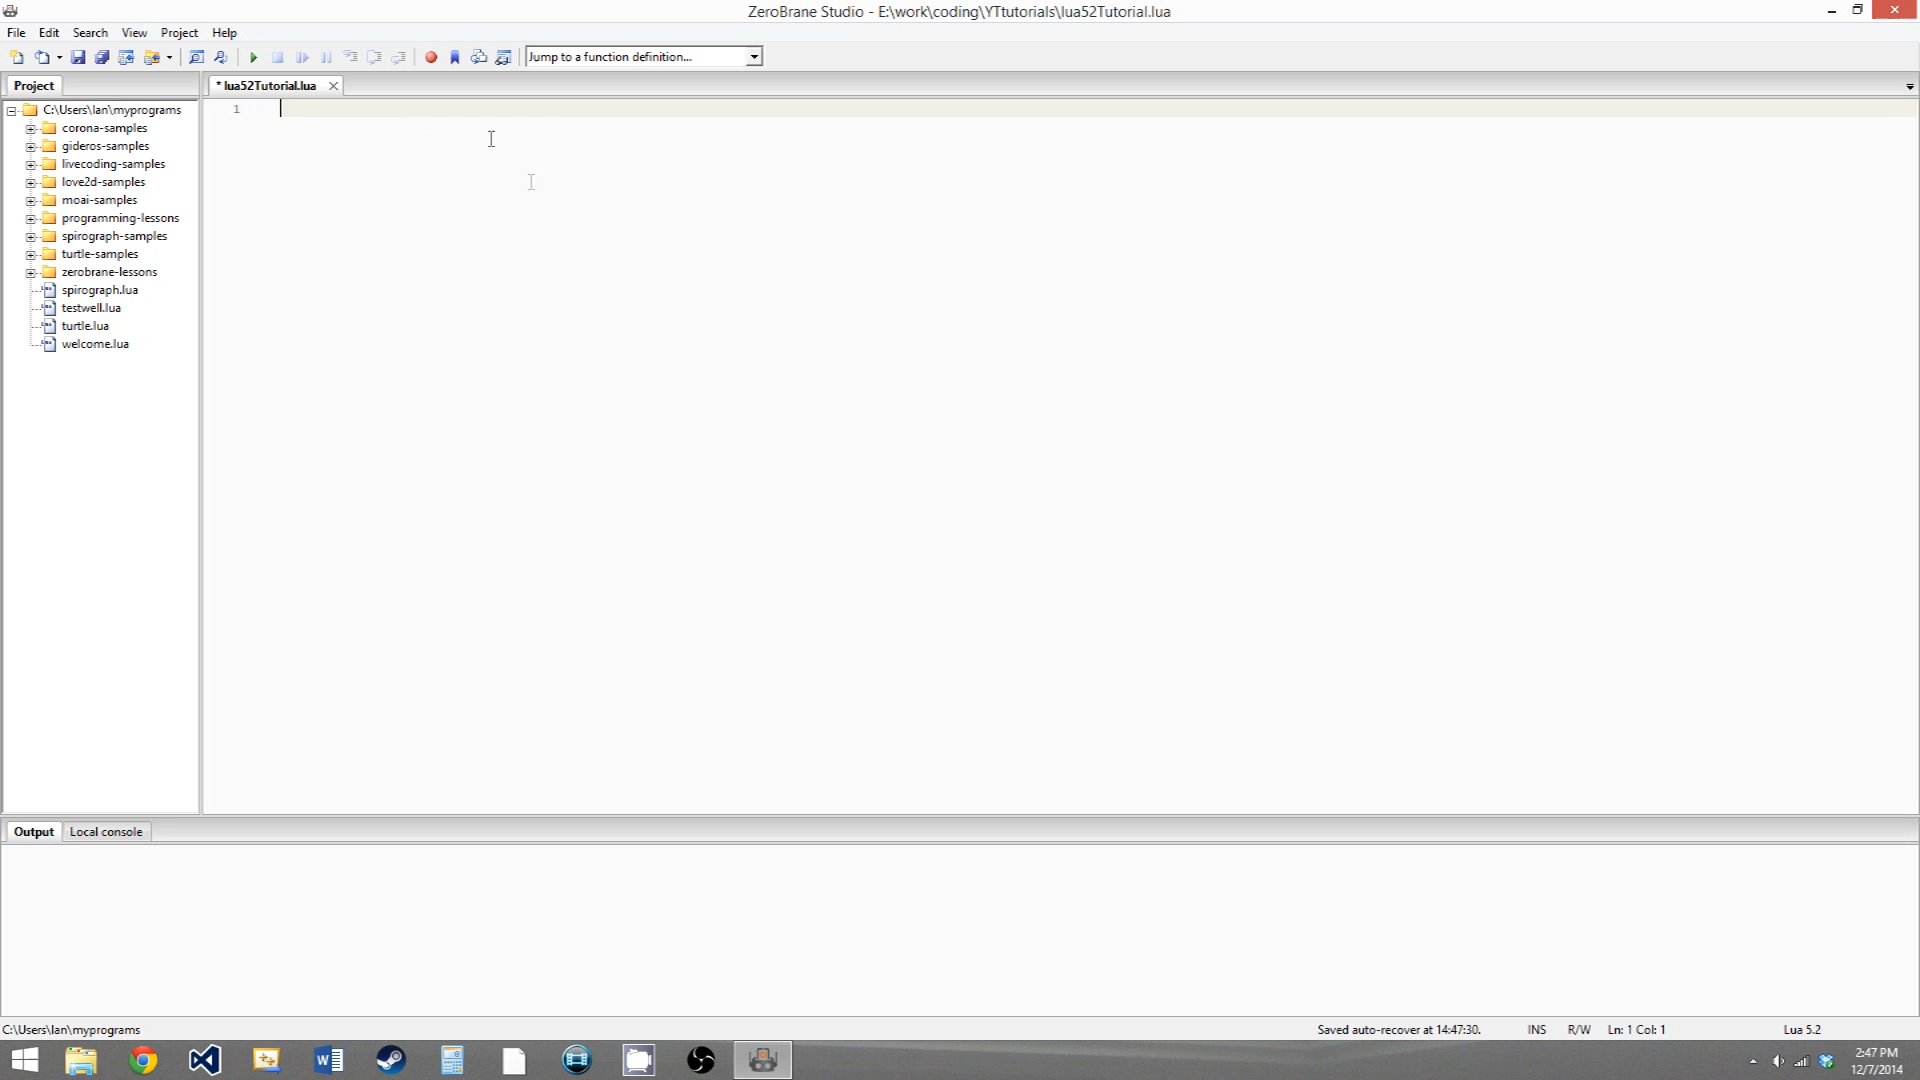 ZeroBrane Studio - E:\work\coding\YTtutorials\lua52Tutorial.lua
File Edit Search View Project Help
Jump to a function definition...
Project
* lua52Tutorial.lua
C:\Users\Ian\myprograms
1
corona-samples
gideros-samples
livecoding-samples
love2d-samples
moai-samples
programming-lessons
spirograph-samples
turtle-samples
zerobrane-lessons
spirograph.lua
testwell.lua
turtle.lua
welcome.lua
Output Local console
C:\Users\Ian\myprograms Saved auto-recover at 14:47:30. INS R/W Ln: 1 Col: 1 Lua 5.2
2:47 PM
12/7/2014